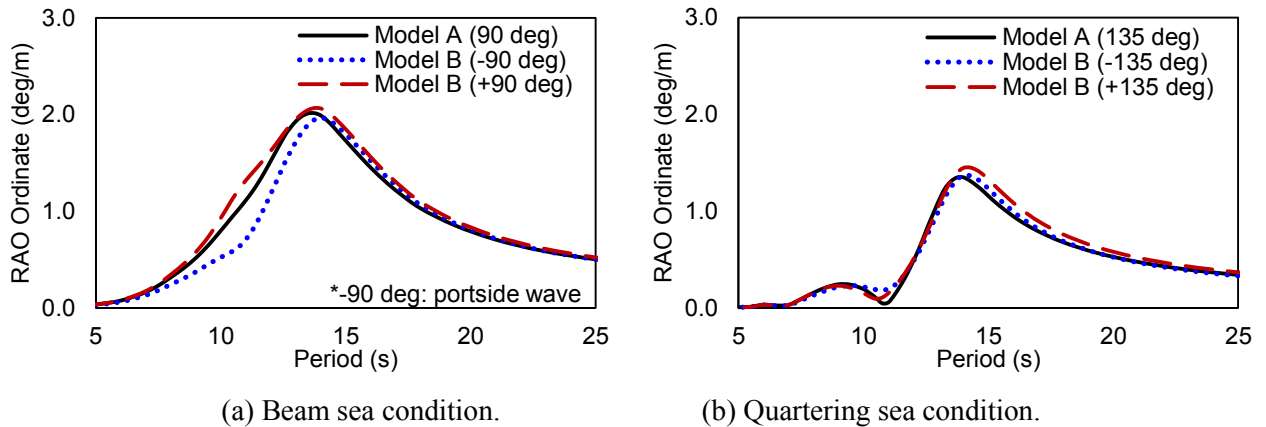 RAO Ordinate (deg/m)
3.0
2.0
1.0
0.0
Model A (90 deg)
Model B (-90 deg)
Model B (+90 deg)
*-90 deg: portside wave
5 10 15 20 25
Period (s)
(a) Beam sea condition.
RAO Ordinate (deg/m)
3.0
2.0
1.0
0.0
Model A (135 deg)
Model B (-135 deg)
Model B (+135 deg)
5 10 15 20 25
Period (s)
(b) Quartering sea condition.